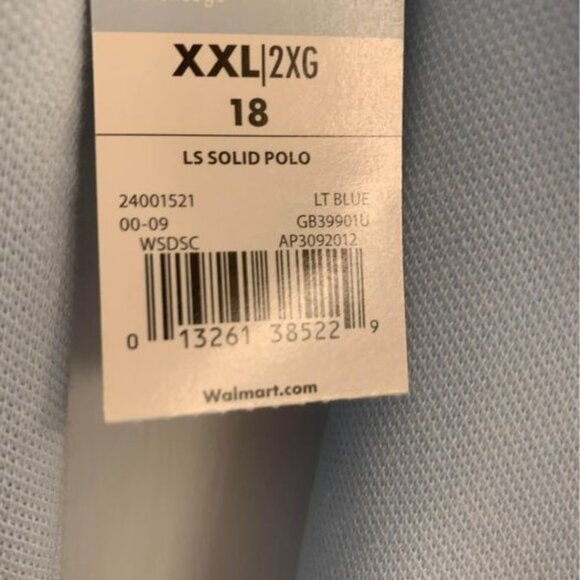 XXL|2XG
18
LS SOLID POLO
24001521 LT BLUE
00-09 GB39901U
WSDSC AP3092012
0 13261 38522 9
Walmart.com